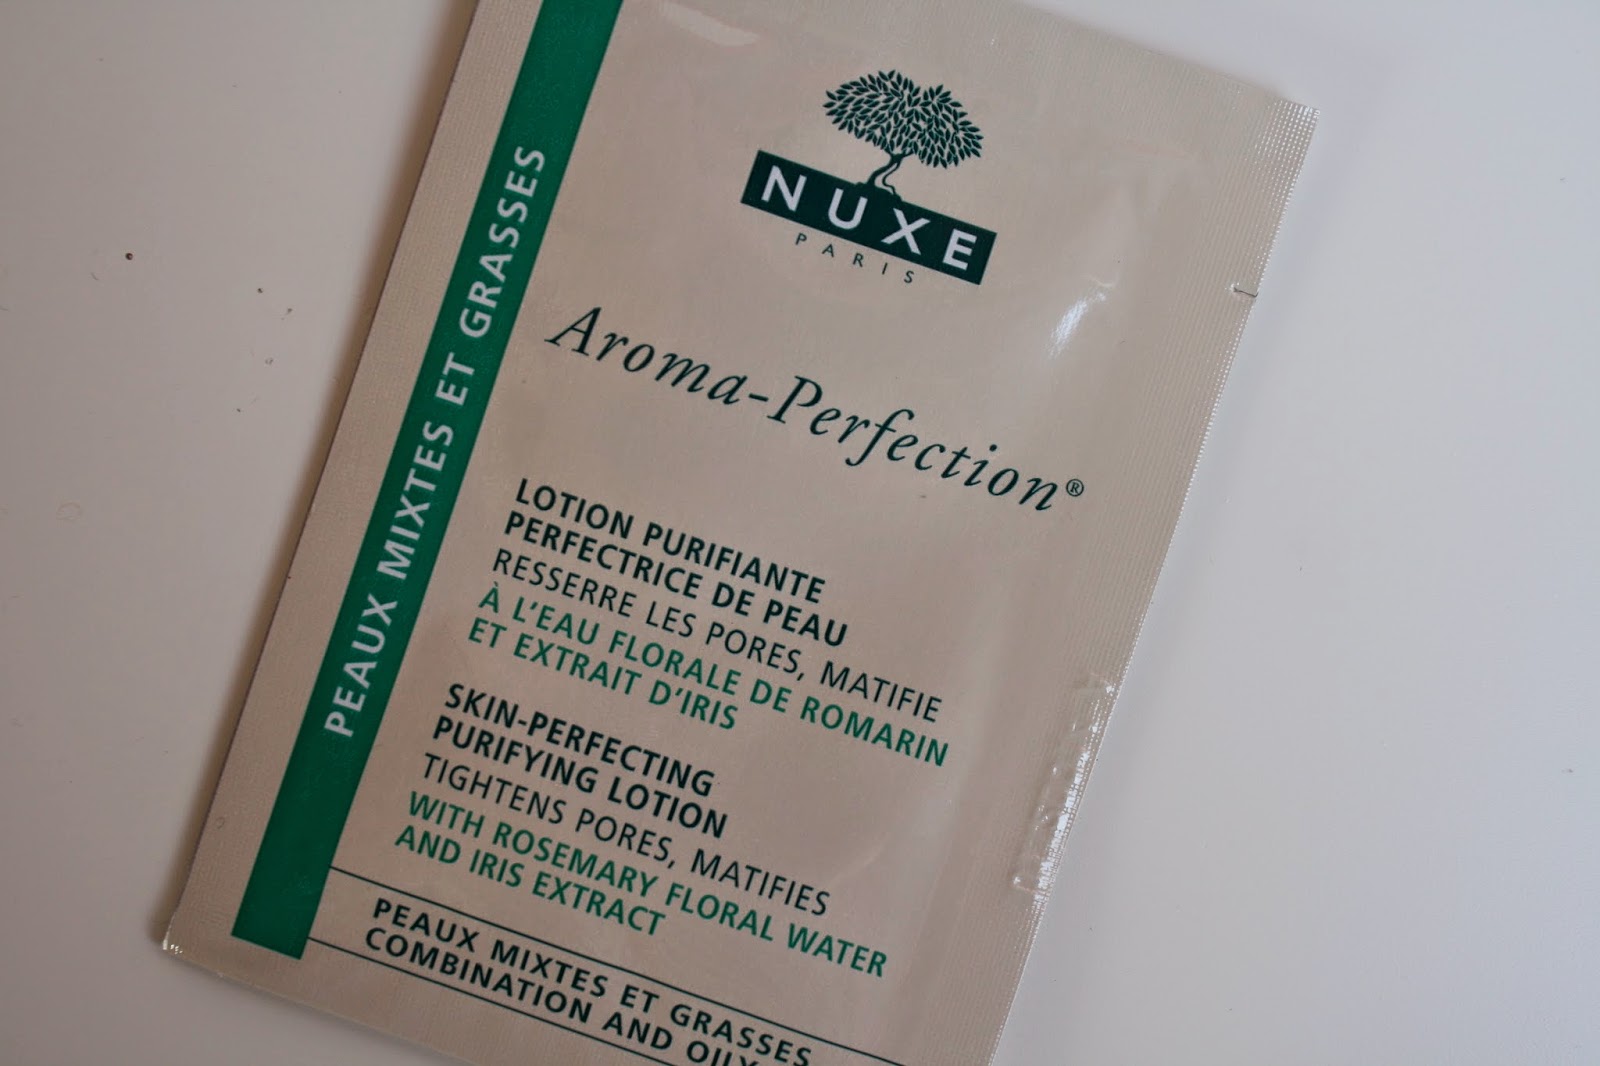 NUXE
PARIS
Aroma-Perfection®
PEAUX MIXTES ET GRASSES
LOTION PURIFIANTE
PERFECTRICE DE PEAU
RESSERRE LES PORES, MATIFIE
À L'EAU FLORALE DE ROMARIN
ET EXTRAIT D'IRIS
SKIN-PERFECTING
PURIFYING LOTION
TIGHTENS PORES, MATIFIES
WITH ROSEMARY FLORAL WATER
AND IRIS EXTRACT
PEAUX MIXTES ET GRASSES
COMBINATION AND OILY